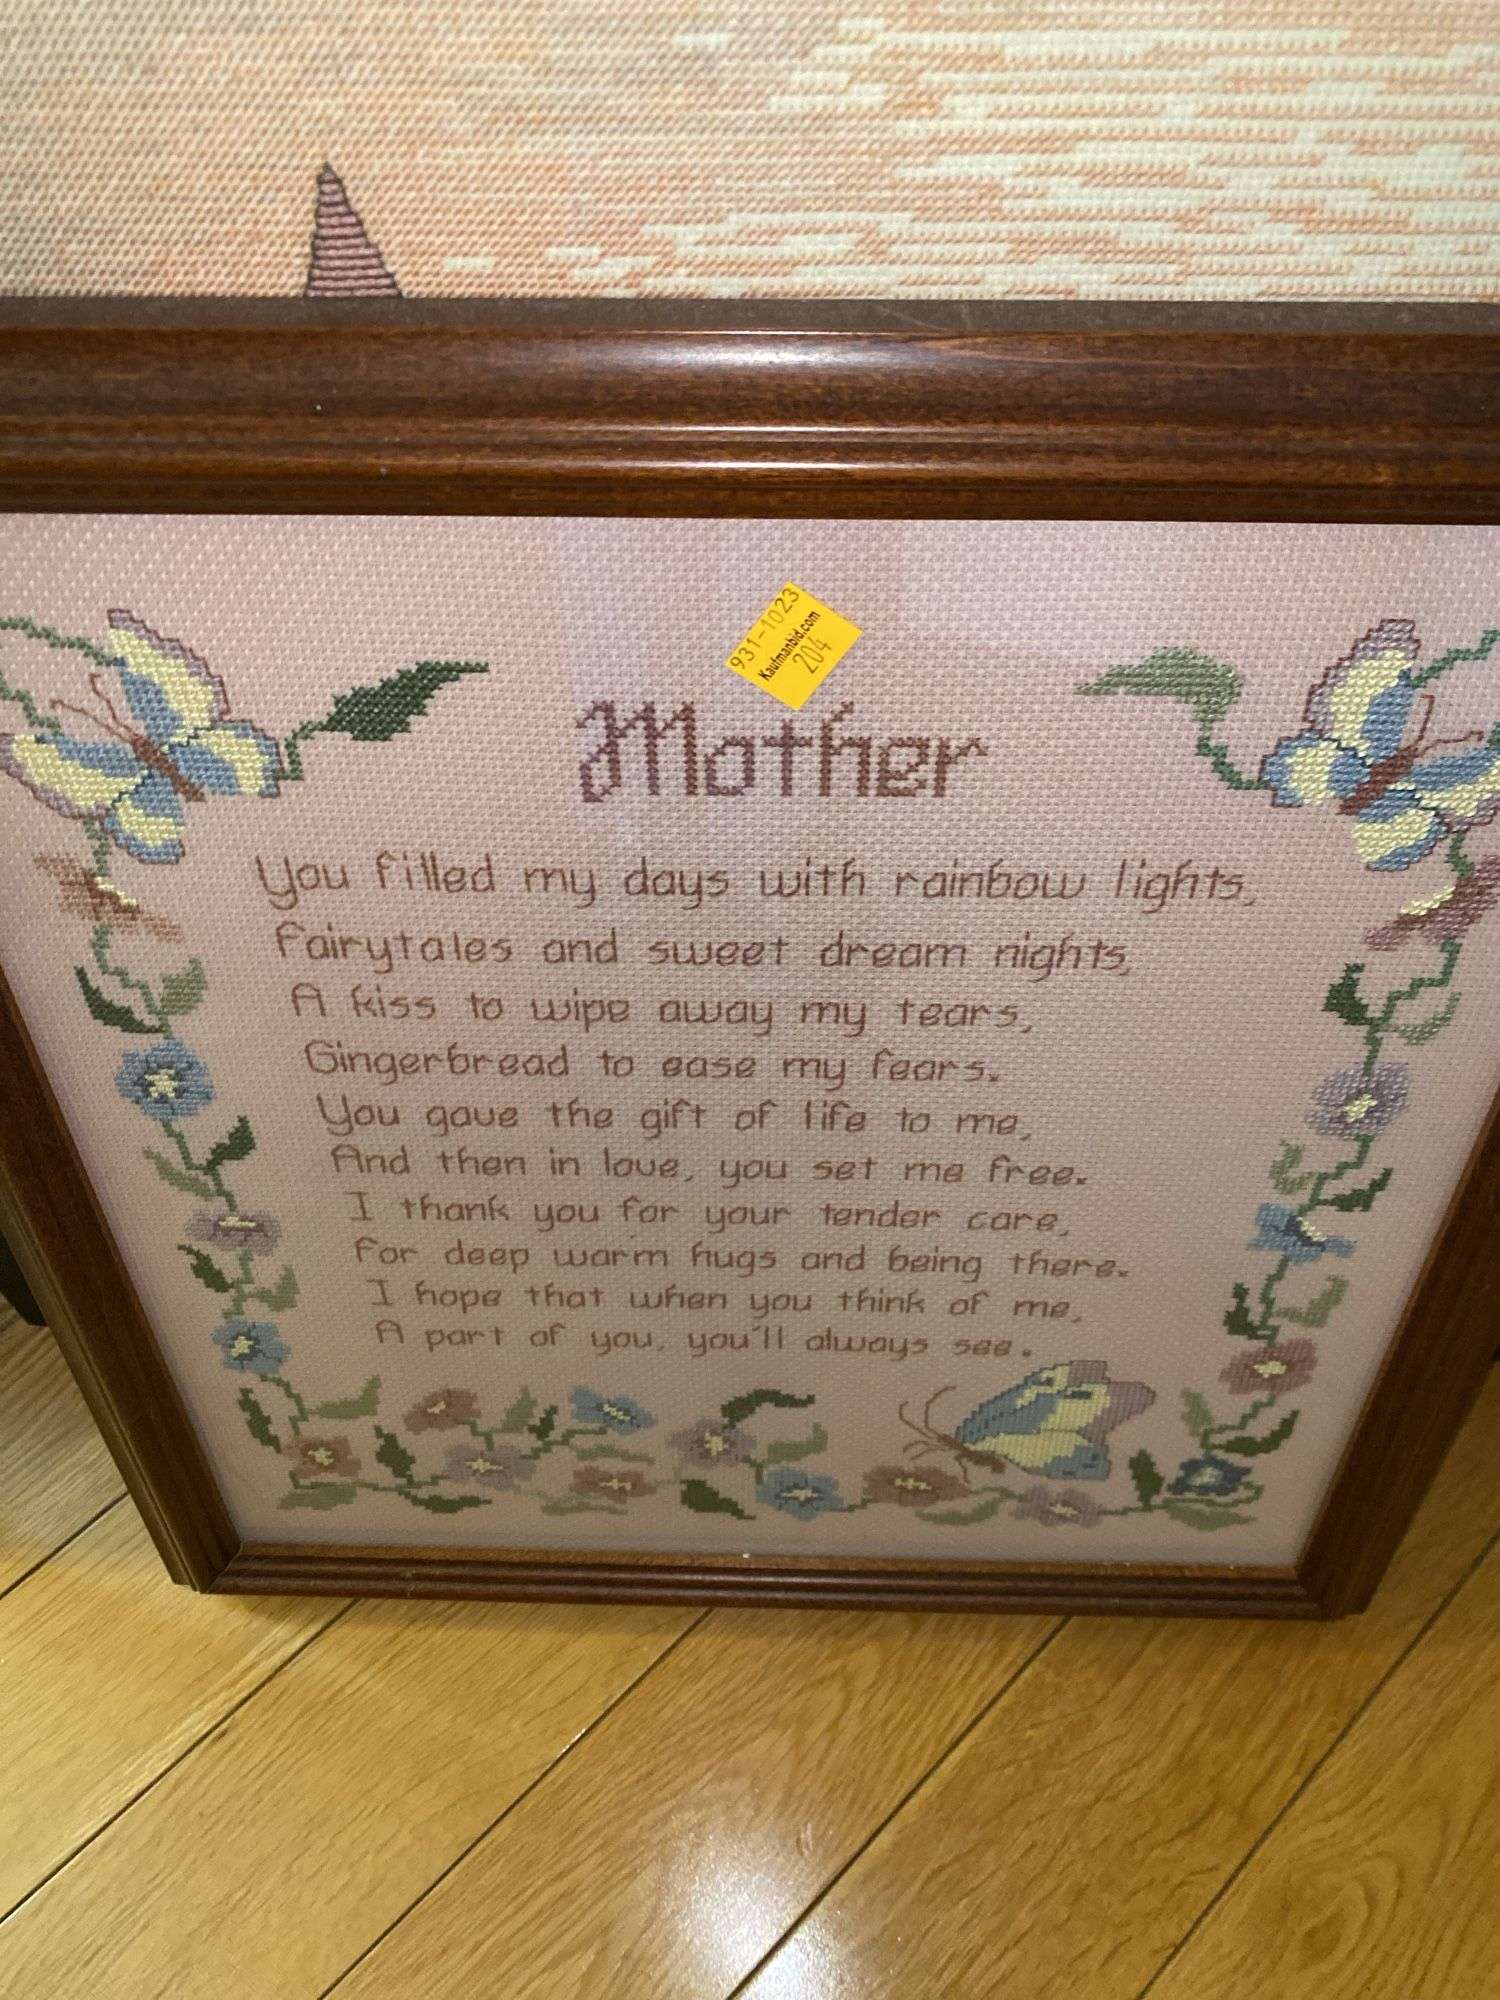 931-1023
Kaufmanbid.com
204
Mother
You filled my days with rainbow lights,
Fairytales and sweet dream nights,
A kiss to wipe away my tears,
Gingerbread to ease my fears.
You gave the gift of life to me,
And then in love, you set me free.
I thank you for your tender care,
For deep warm hugs and being there.
I hope that when you think of me,
A part of you, you'll always see.